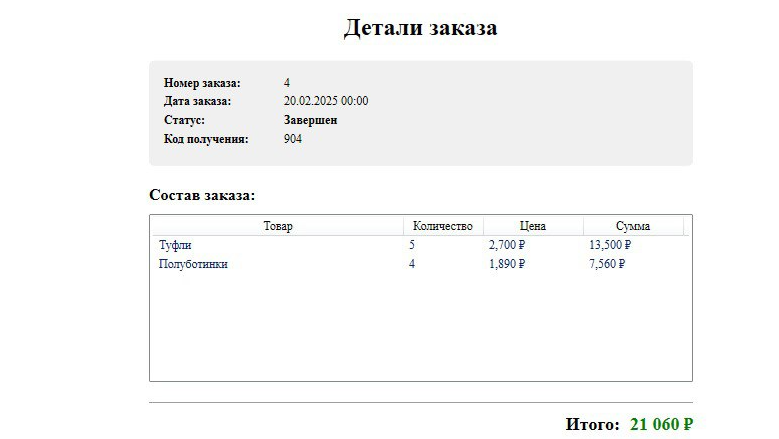 Детали заказа
Номер заказа: 4
Дата заказа: 20.02.2025 00:00
Статус: Завершен
Код получения: 904
Состав заказа:
Товар Количество Цена Сумма
Туфли 5 2,700 ₽ 13,500 ₽
Полуботинки 4 1,890 ₽ 7,560 ₽
Итого: 21 060 ₽